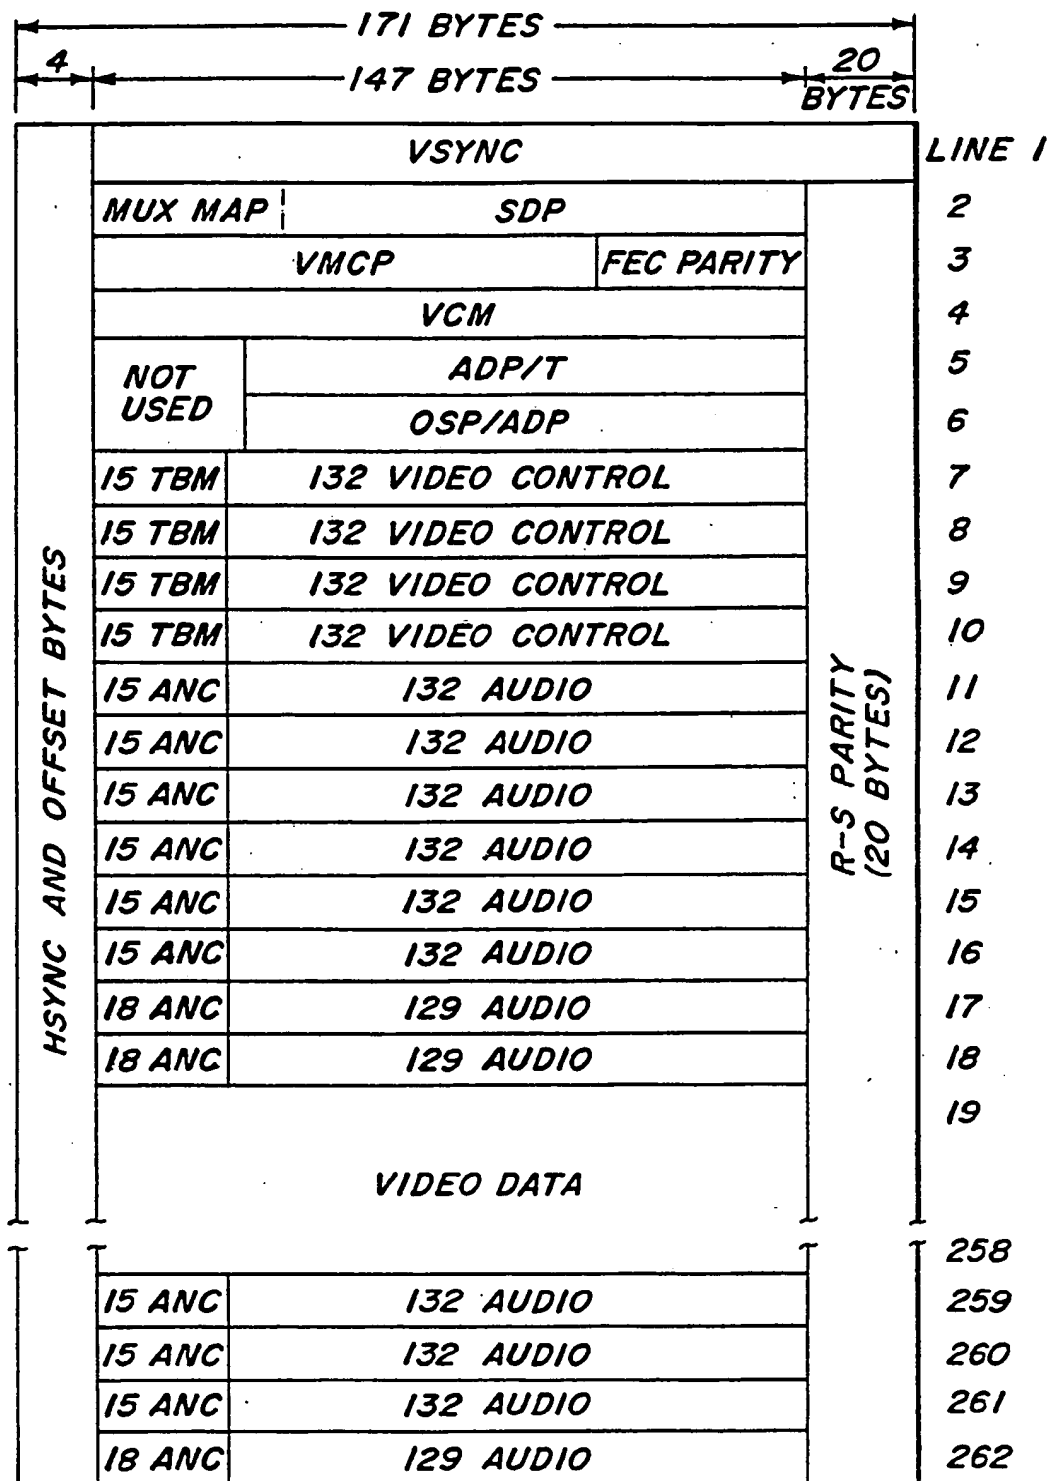 171 BYTES
4
147 BYTES
20
BYTES
VSYNC
LINE 1
MUX MAP
SDP
2
VMCP
FEC PARITY
3
VCM
4
NOT
USED
ADP/T
5
OSP/ADP
6
15 TBM
132 VIDEO CONTROL
7
15 TBM
132 VIDEO CONTROL
8
15 TBM
132 VIDEO CONTROL
9
15 TBM
132 VIDEO CONTROL
10
15 ANC
132 AUDIO
11
15 ANC
132 AUDIO
12
15 ANC
132 AUDIO
13
15 ANC
132 AUDIO
14
15 ANC
132 AUDIO
15
15 ANC
132 AUDIO
16
18 ANC
129 AUDIO
17
18 ANC
129 AUDIO
18
19
VIDEO DATA
258
15 ANC
132 AUDIO
259
15 ANC
132 AUDIO
260
15 ANC
132 AUDIO
261
18 ANC
129 AUDIO
262
HSYNC AND OFFSET BYTES
R-S PARITY
(20 BYTES)